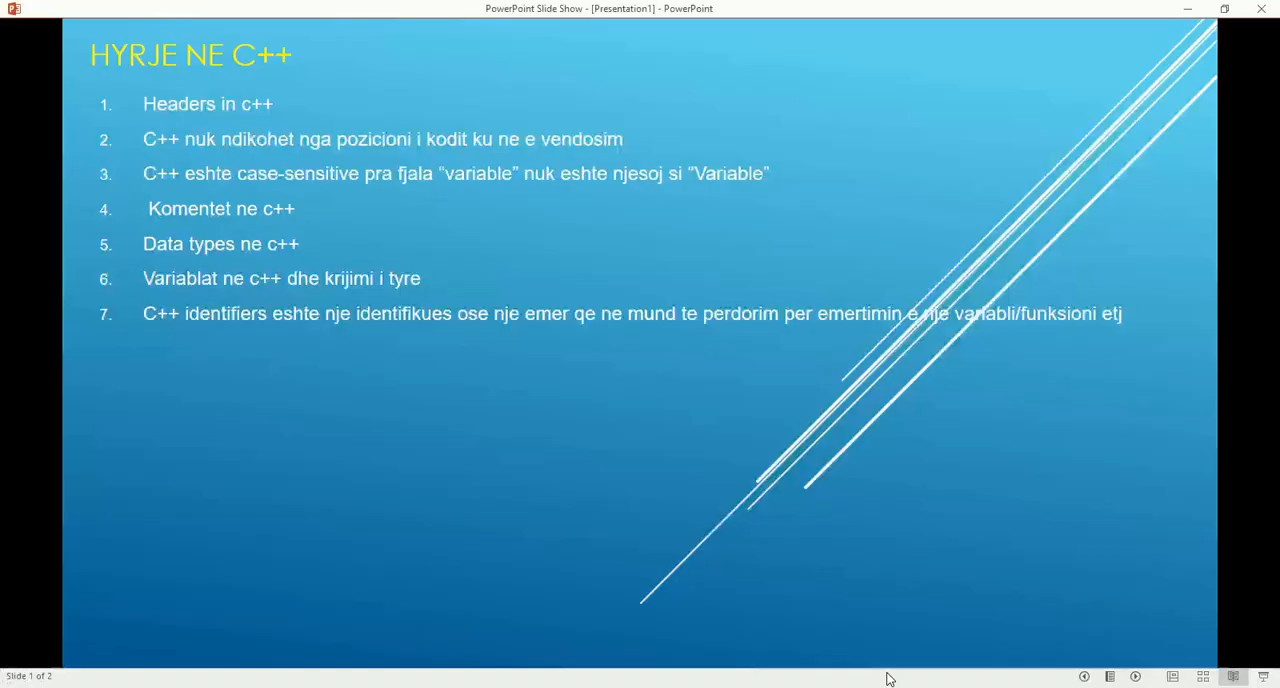 PowerPoint Slide Show - [Presentation1] - PowerPoint
HYRJE NE C++
1. Headers in c++
2. C++ nuk ndikohet nga pozicioni i kodit ku ne e vendosim
3. C++ eshte case-sensitive pra fjala “variable” nuk eshte njesoj si “Variable”
4. Komentet ne c++
5. Data types ne c++
6. Variablat ne c++ dhe krijimi i tyre
7. C++ identifiers eshte nje identifikues ose nje emer qe ne mund te perdorim per emertimin e nje variabli/funksioni etj
Slide 1 of 2